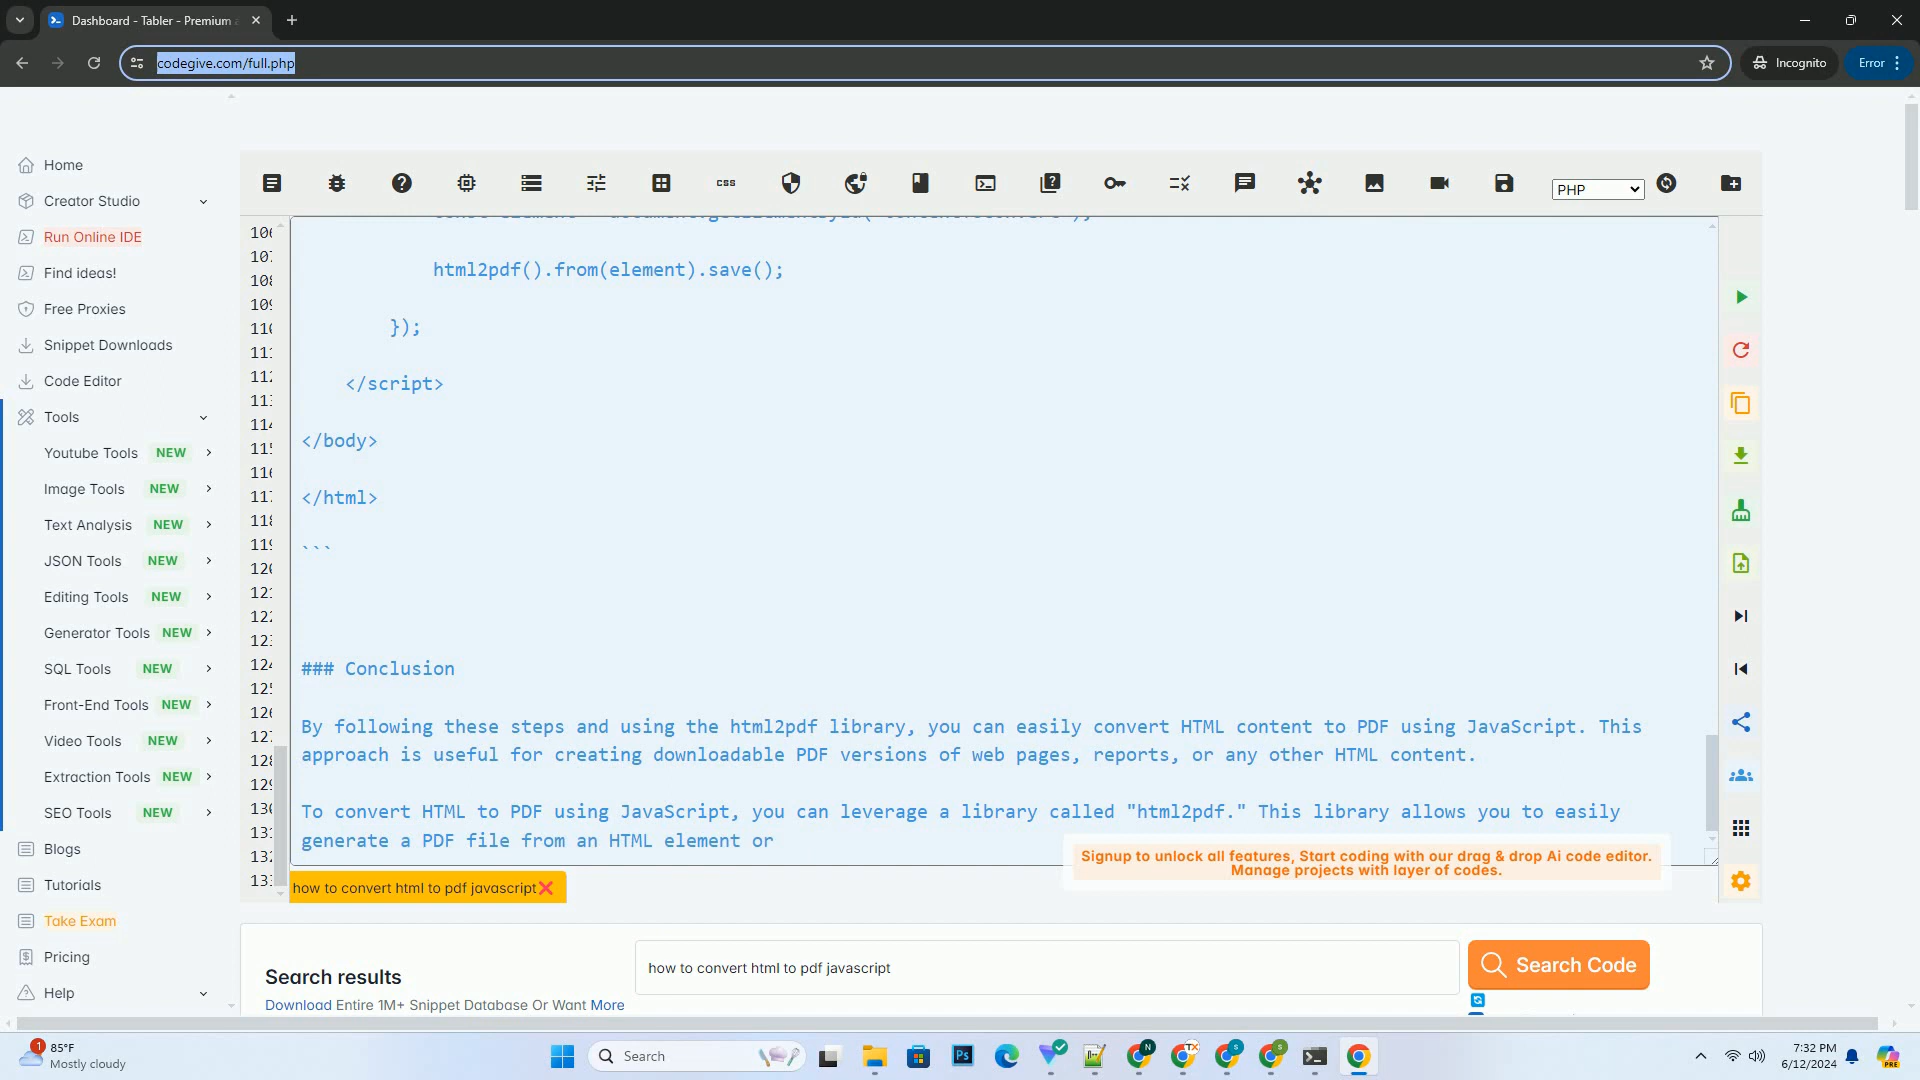 Dashboard - Tabler - Premium
codegive.com/full.php
Incognito
Error
Home
Creator Studio
Run Online IDE
Find ideas!
Free Proxies
Snippet Downloads
Code Editor
Tools
Youtube Tools NEW
Image Tools NEW
Text Analysis NEW
JSON Tools NEW
Editing Tools NEW
Generator Tools NEW
SQL Tools NEW
Front-End Tools NEW
Video Tools NEW
Extraction Tools NEW
SEO Tools NEW
Blogs
Tutorials
Take Exam
Pricing
Help
css
PHP
html2pdf().from(element).save();
});
</script>
</body>
</html>
```
### Conclusion
By following these steps and using the html2pdf library, you can easily convert HTML content to PDF using JavaScript. This
approach is useful for creating downloadable PDF versions of web pages, reports, or any other HTML content.
To convert HTML to PDF using JavaScript, you can leverage a library called "html2pdf." This library allows you to easily
generate a PDF file from an HTML element or
Signup to unlock all features, Start coding with our drag & drop Ai code editor.
Manage projects with layer of codes.
how to convert html to pdf javascript
Search results
how to convert html to pdf javascript
Search Code
Download Entire 1M+ Snippet Database Or Want More
1
85°F
Mostly cloudy
Search
Ps
7:32 PM
6/12/2024